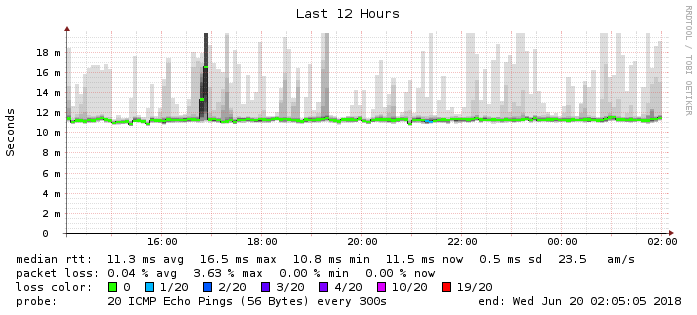 Last 12 Hours
RRDTOOL / TOBI OETIKER
Seconds
18 m
16 m
14 m
12 m
10 m
8 m
6 m
4 m
2 m
0
16:00 18:00 20:00 22:00 00:00 02:00
median rtt: 11.3 ms avg 16.5 ms max 10.8 ms min 11.5 ms now 0.5 ms sd 23.5 am/s
packet loss: 0.04 % avg 3.63 % max 0.00 % min 0.00 % now
loss color: 0 1/20 2/20 3/20 4/20 10/20 19/20
probe: 20 ICMP Echo Pings (56 Bytes) every 300s end: Wed Jun 20 02:05:05 2018